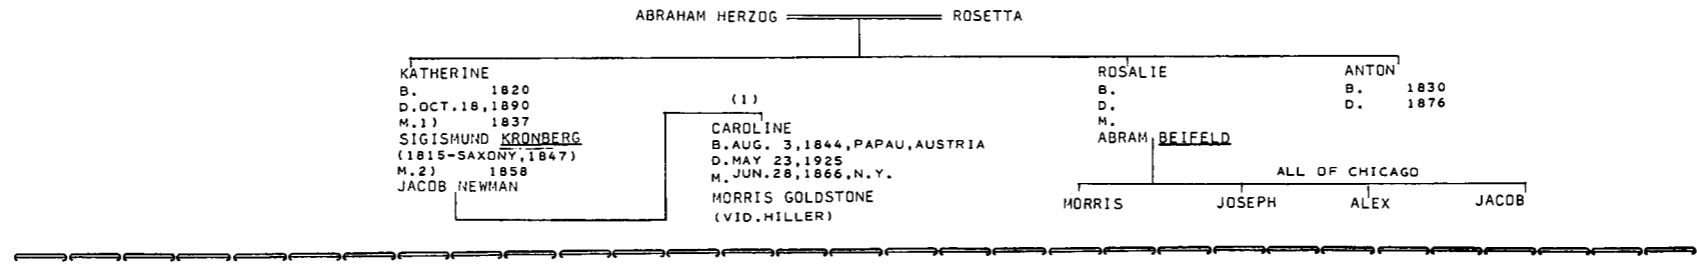 ABRAHAM HERZOG ROSETTA
KATHERINE
B. 1820
D.OCT.18,1890
M.1) 1837
SIGISMUND KRONBERG
(1815-SAXONY,1847)
M.2) 1858
JACOB NEWMAN
(1)
CAROLINE
B.AUG. 3,1844,PAPAU,AUSTRIA
D.MAY 23,1925
M.JUN.28,1866,N.Y.
MORRIS GOLDSTONE
(VID.HILLER)
ROSALIE
B.
D.
M.
ABRAM BEIFELD
ANTON
B. 1830
D. 1876
ALL OF CHICAGO
MORRIS JOSEPH ALEX JACOB